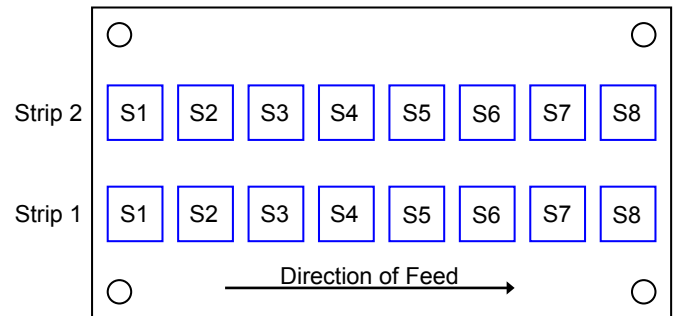 Strip 2 S1 S2 S3 S4 S5 S6 S7 S8
Strip 1 S1 S2 S3 S4 S5 S6 S7 S8
Direction of Feed